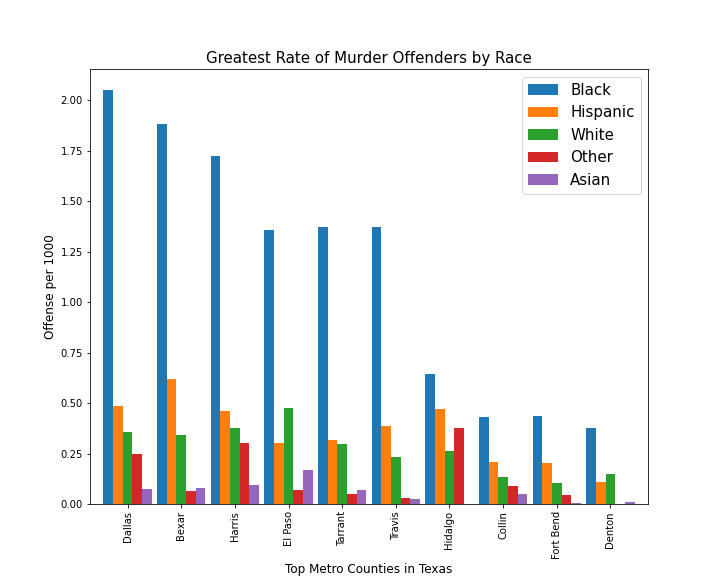 Greatest Rate of Murder Offenders by Race
Black
Hispanic
White
Other
Asian
2.00
1.75
1.50
1.25
1.00
0.75
0.50
0.25
0.00
Offense per 1000
Dallas
Bexar
Harris
El Paso
Tarrant
Travis
Hidalgo
Collin
Fort Bend
Denton
Top Metro Counties in Texas